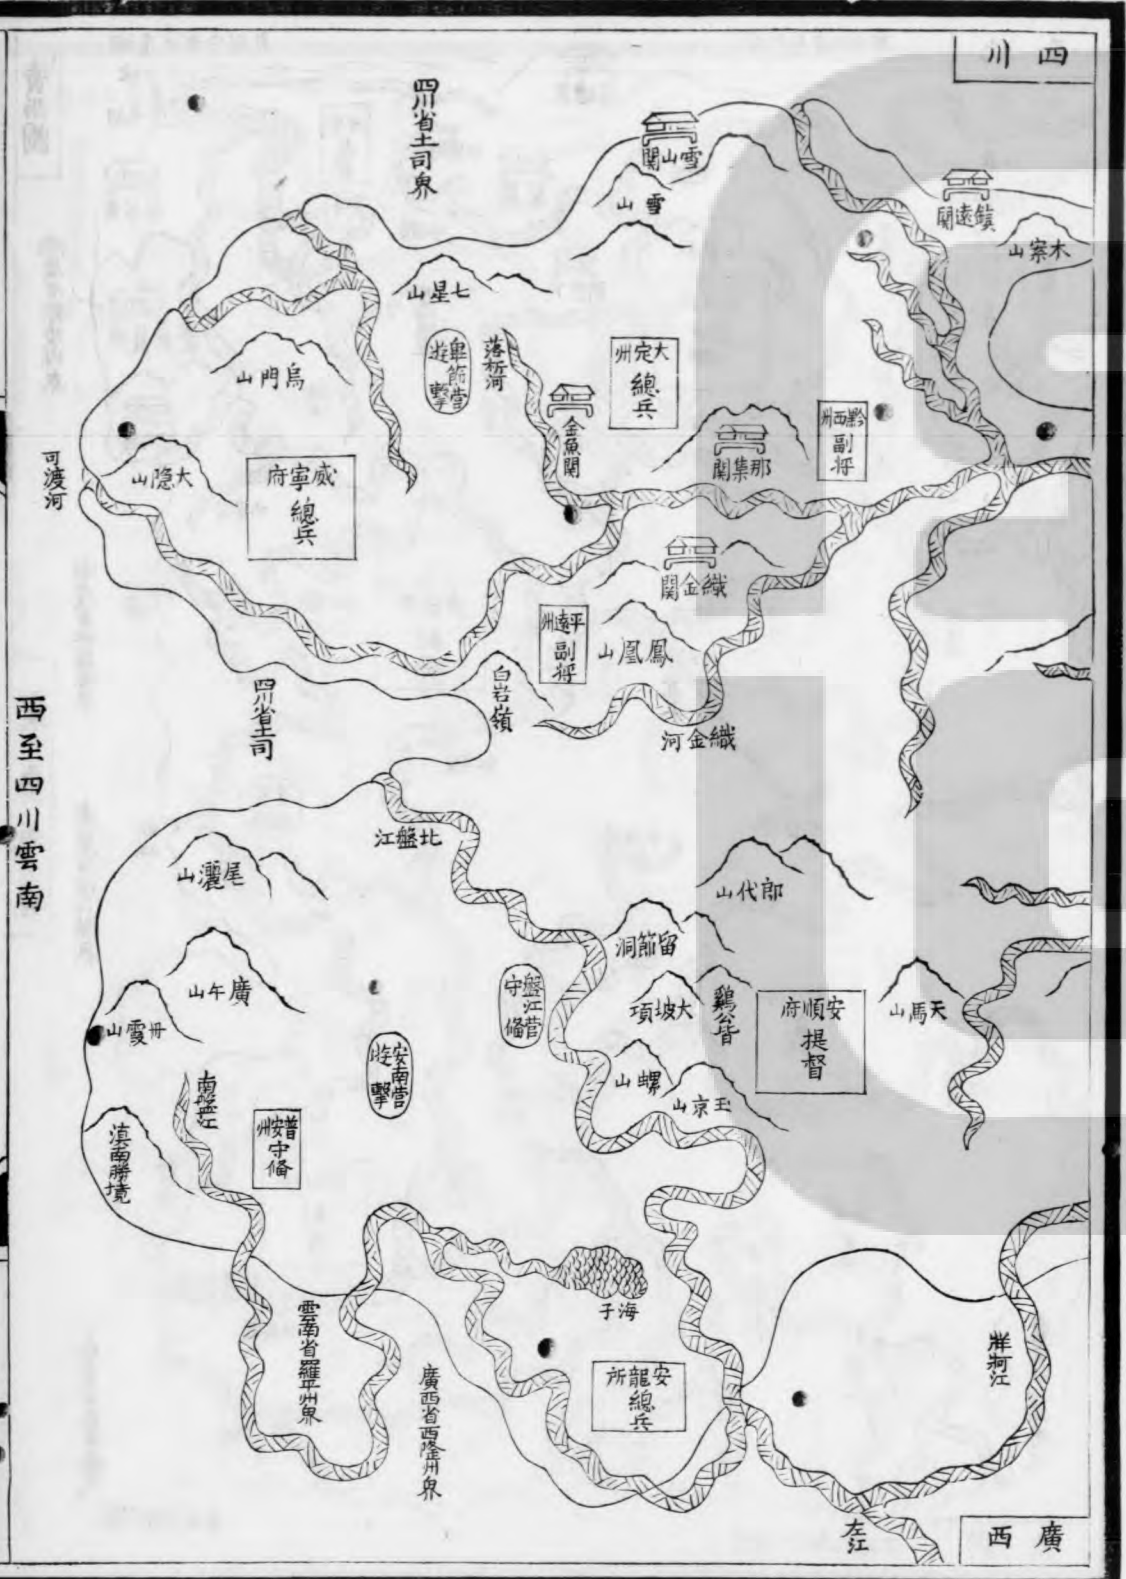 四川
鎮遠關
木寨山
雪山關
雪山
四川省土司界
七星山
大定州
總兵
落析河
畢節營
遊擊
金魚關
那集關
黔西州
副將
烏門山
大隱山
威寧府
總兵
可渡河
織金關
平遠州
副將
鳳凰山
白岩嶺
織金河
四川省土司
西至四川雲南
北盤江
尾灑山
郎代山
留節洞
廣午山
丹霞山
盤江营
守備
大坡項
鷄公背
安順府
提督
天馬山
安南营
遊擊
螺山
玉京山
南盤江
普安州
守備
滇南勝境
海子
雲南省羅平州界
廣西省西隆州界
安龍所
總兵
牂牁江
左江
廣西